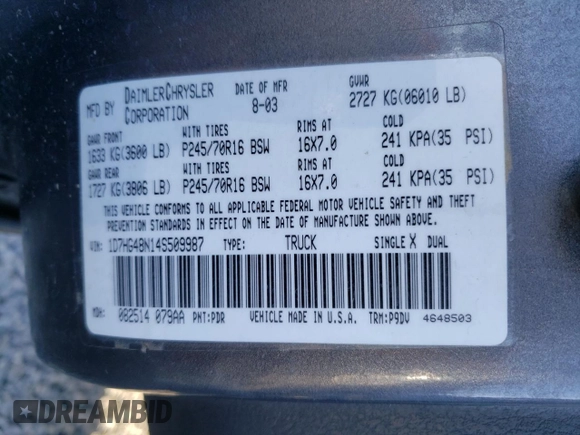 MFD BY DAIMLERCHRYSLER CORPORATION
DATE OF MFR 8-03
GVWR 2727 KG(06010 LB)
GAWR FRONT WITH TIRES RIMS AT COLD
1633 KG(3600 LB) P245/70R16 BSW 16X7.0 241 KPA(35 PSI)
GAWR REAR WITH TIRES RIMS AT COLD
1727 KG(3806 LB) P245/70R16 BSW 16X7.0 241 KPA(35 PSI)
THIS VEHICLE CONFORMS TO ALL APPLICABLE FEDERAL MOTOR VEHICLE SAFETY AND THEFT
PREVENTION STANDARDS IN EFFECT ON THE DATE OF MANUFACTURE SHOWN ABOVE.
VIN: 1D7HG48N14S509987 TYPE: TRUCK SINGLE X DUAL
MDH: 082514 079AA PNT:PDR VEHICLE MADE IN U.S.A. TRM:P9DV 4648503
DREAMBID